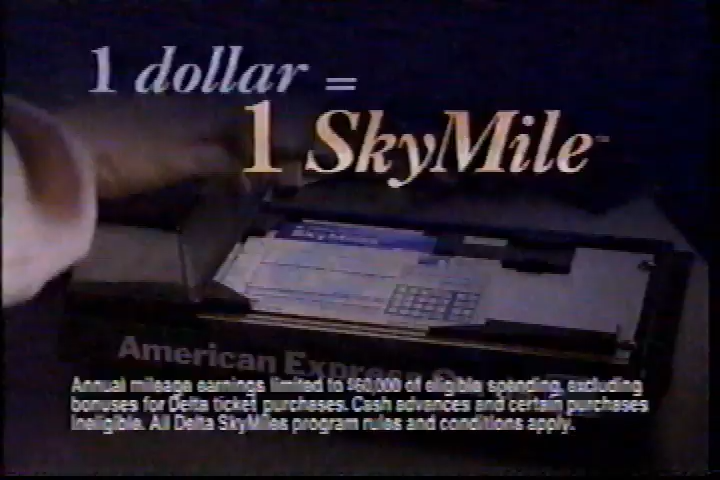 1 dollar =
1 SkyMile™
SkyMiles
American Express
Annual mileage earnings limited to $60,000 of eligible spending, excluding
bonuses for Delta ticket purchases. Cash advances and certain purchases
ineligible. All Delta SkyMiles program rules and conditions apply.